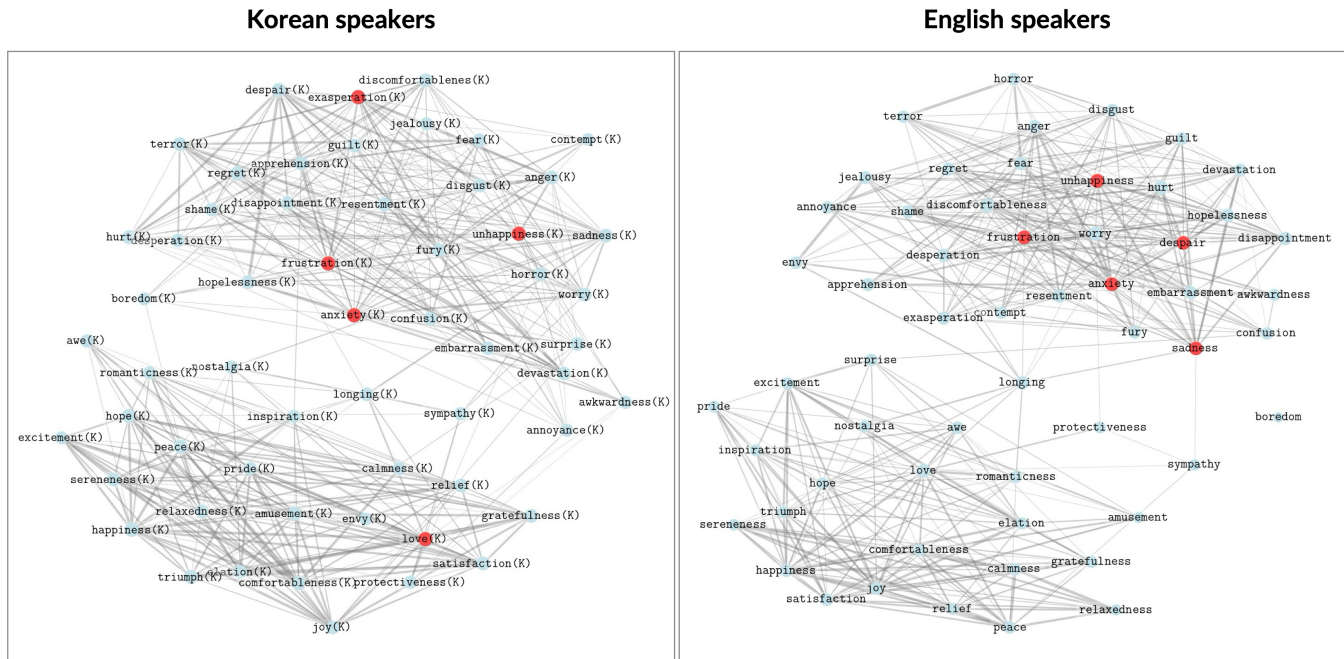 Korean speakers
despair(K)
discomfortablenes(K)
exasperation(K)
jealousy(K)
terror(K)
guilt(K)
fear(K)
contempt(K)
apprehension(K)
regret(K)
disgust(K)
anger(K)
shame(K)
disappointment(K)
resentment(K)
hurt(K)
desperation(K)
unhappiness(K)
sadness(K)
fury(K)
frustration(K)
hopelessness(K)
horror(K)
boredom(K)
worry(K)
anxiety(K)
confusion(K)
awe(K)
embarrassment(K)
surprise(K)
romanticness(K)
nostalgia(K)
devastation(K)
longing(K)
awkwardness(K)
hope(K)
inspiration(K)
sympathy(K)
excitement(K)
annoyance(K)
peace(K)
pride(K)
calmness(K)
sereneness(K)
relief(K)
relaxedness(K)
amusement(K)
envy(K)
gratefulness(K)
happiness(K)
love(K)
satisfaction(K)
triumph(K)
elation(K)
comfortableness(K)
protectiveness(K)
joy(K)
English speakers
horror
terror
disgust
anger
guilt
regret
fear
devastation
jealousy
unhappiness
hurt
annoyance
shame
discomfortableness
hopelessness
frustration
worry
despair
disappointment
desperation
envy
apprehension
anxiety
resentment
embarrassment
awkwardness
exasperation
contempt
fury
confusion
sadness
surprise
excitement
longing
pride
boredom
nostalgia
awe
protectiveness
inspiration
sympathy
love
romanticness
hope
triumph
sereneness
elation
amusement
comfortableness
happiness
calmness
gratefulness
joy
satisfaction
relief
relaxedness
peace